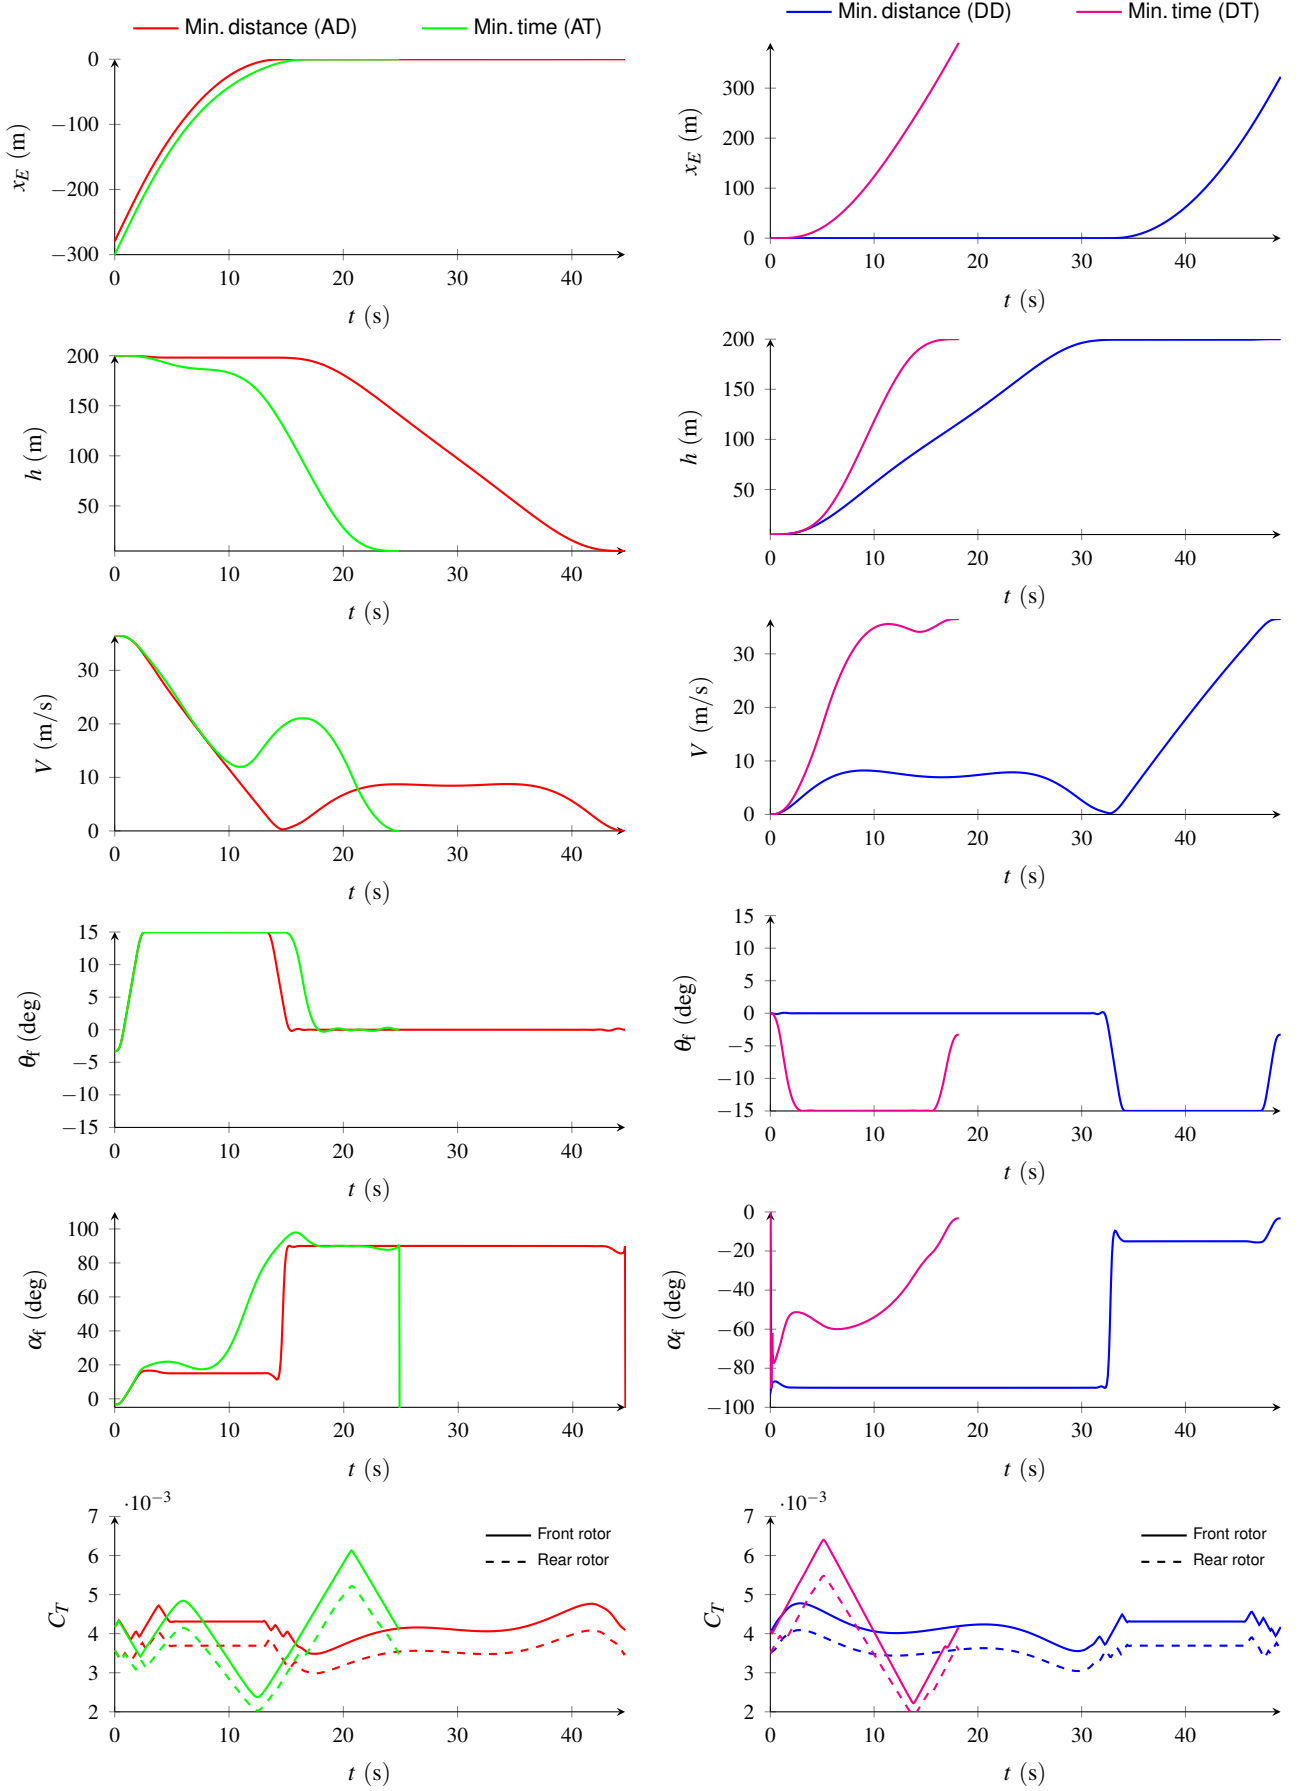 Min. distance (AD) Min. time (AT)
0
−100
−200
−300
x_E (m)
0 10 20 30 40
t (s)
200
150
100
50
h (m)
0 10 20 30 40
t (s)
30
20
10
0
V (m/s)
0 10 20 30 40
t (s)
15
10
5
0
−5
−10
−15
θ_f (deg)
0 10 20 30 40
t (s)
100
80
60
40
20
0
α_f (deg)
0 10 20 30 40
t (s)
·10^−3
7
6
5
4
3
2
C_T
Front rotor
Rear rotor
0 10 20 30 40
t (s)
Min. distance (DD) Min. time (DT)
300
200
100
0
x_E (m)
0 10 20 30 40
t (s)
200
150
100
50
h (m)
0 10 20 30 40
t (s)
30
20
10
0
V (m/s)
0 10 20 30 40
t (s)
15
10
5
0
−5
−10
−15
θ_f (deg)
0 10 20 30 40
t (s)
0
−20
−40
−60
−80
−100
α_f (deg)
0 10 20 30 40
t (s)
·10^−3
7
6
5
4
3
2
C_T
Front rotor
Rear rotor
0 10 20 30 40
t (s)